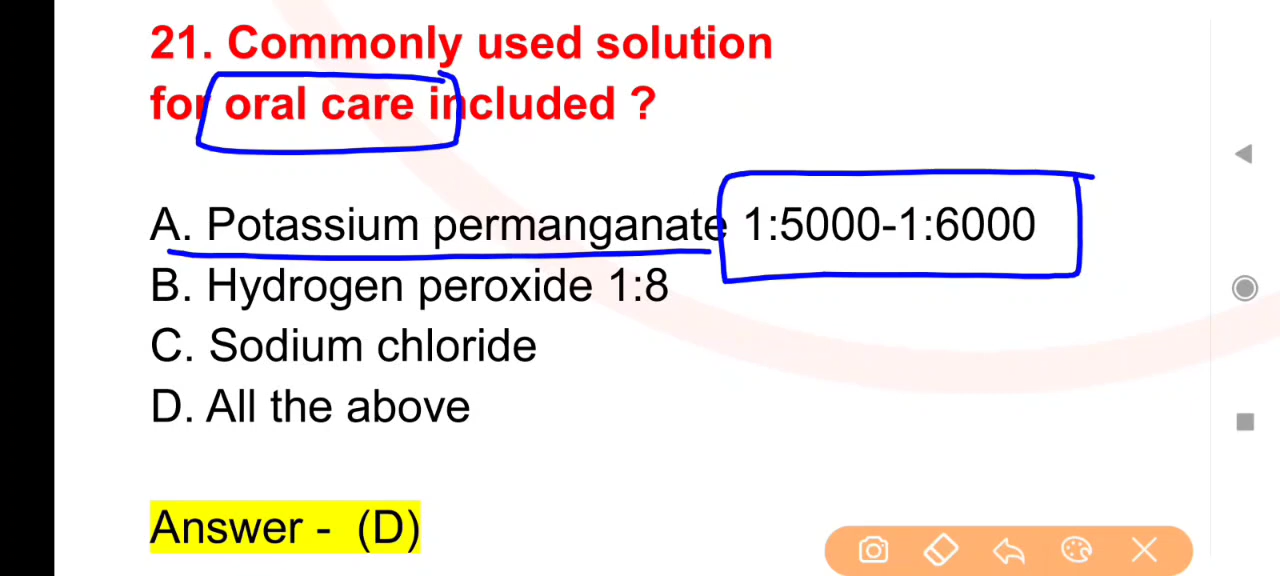 21. Commonly used solution
for oral care included ?
A. Potassium permanganate 1:5000-1:6000
B. Hydrogen peroxide 1:8
C. Sodium chloride
D. All the above
Answer - (D)